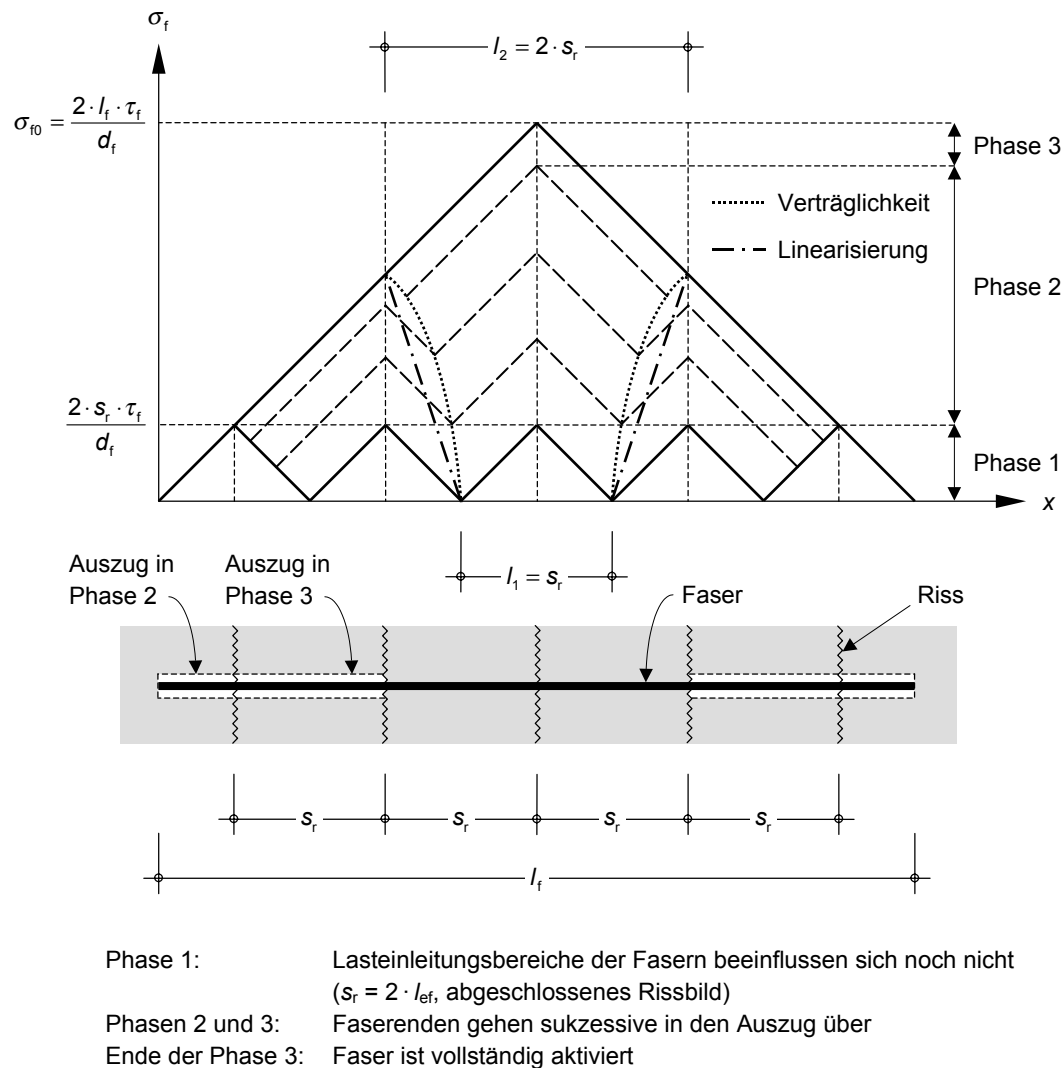 σf
l2 = 2 · sr
σf0 = 2 · lf · τf / df
Phase 3
Verträglichkeit
Linearisierung
Phase 2
2 · sr · τf / df
Phase 1
x
l1 = sr
Auszug in
Phase 2
Auszug in
Phase 3
Faser
Riss
sr sr sr sr
lf
Phase 1: Lasteinleitungsbereiche der Fasern beeinflussen sich noch nicht
(sr = 2 · lef, abgeschlossenes Rissbild)
Phasen 2 und 3: Faserenden gehen sukzessive in den Auszug über
Ende der Phase 3: Faser ist vollständig aktiviert